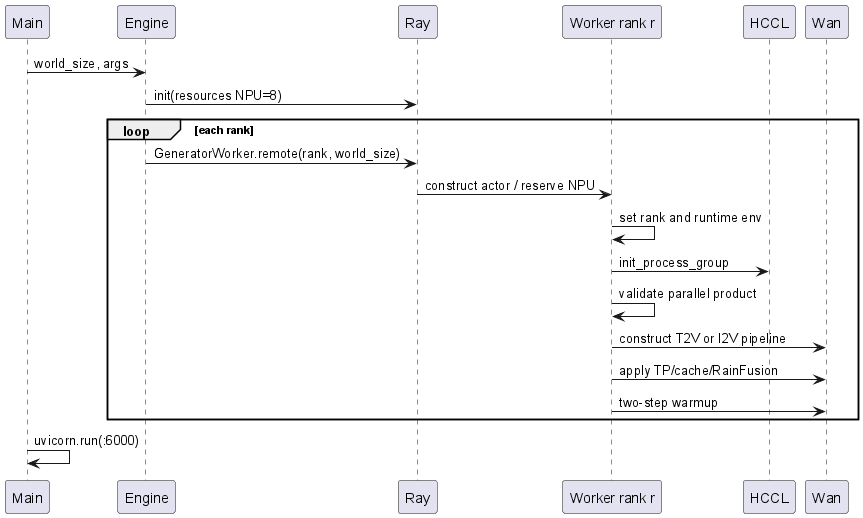 Main Engine Ray Worker rank r HCCL Wan
world_size, args
init(resources NPU=8)
loop [each rank]
GeneratorWorker.remote(rank, world_size)
construct actor / reserve NPU
set rank and runtime env
init_process_group
validate parallel product
construct T2V or I2V pipeline
apply TP/cache/RainFusion
two-step warmup
uvicorn.run(:6000)
Main Engine Ray Worker rank r HCCL Wan